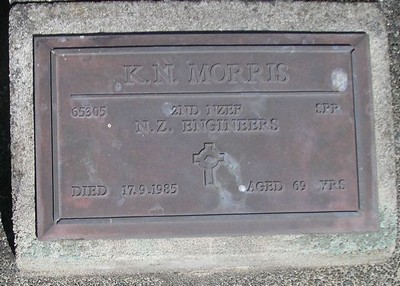 K.N. MORRIS
65305 2ND NZEF SPR
N.Z. ENGINEERS
DIED 17.9.1985 AGED 69 YRS